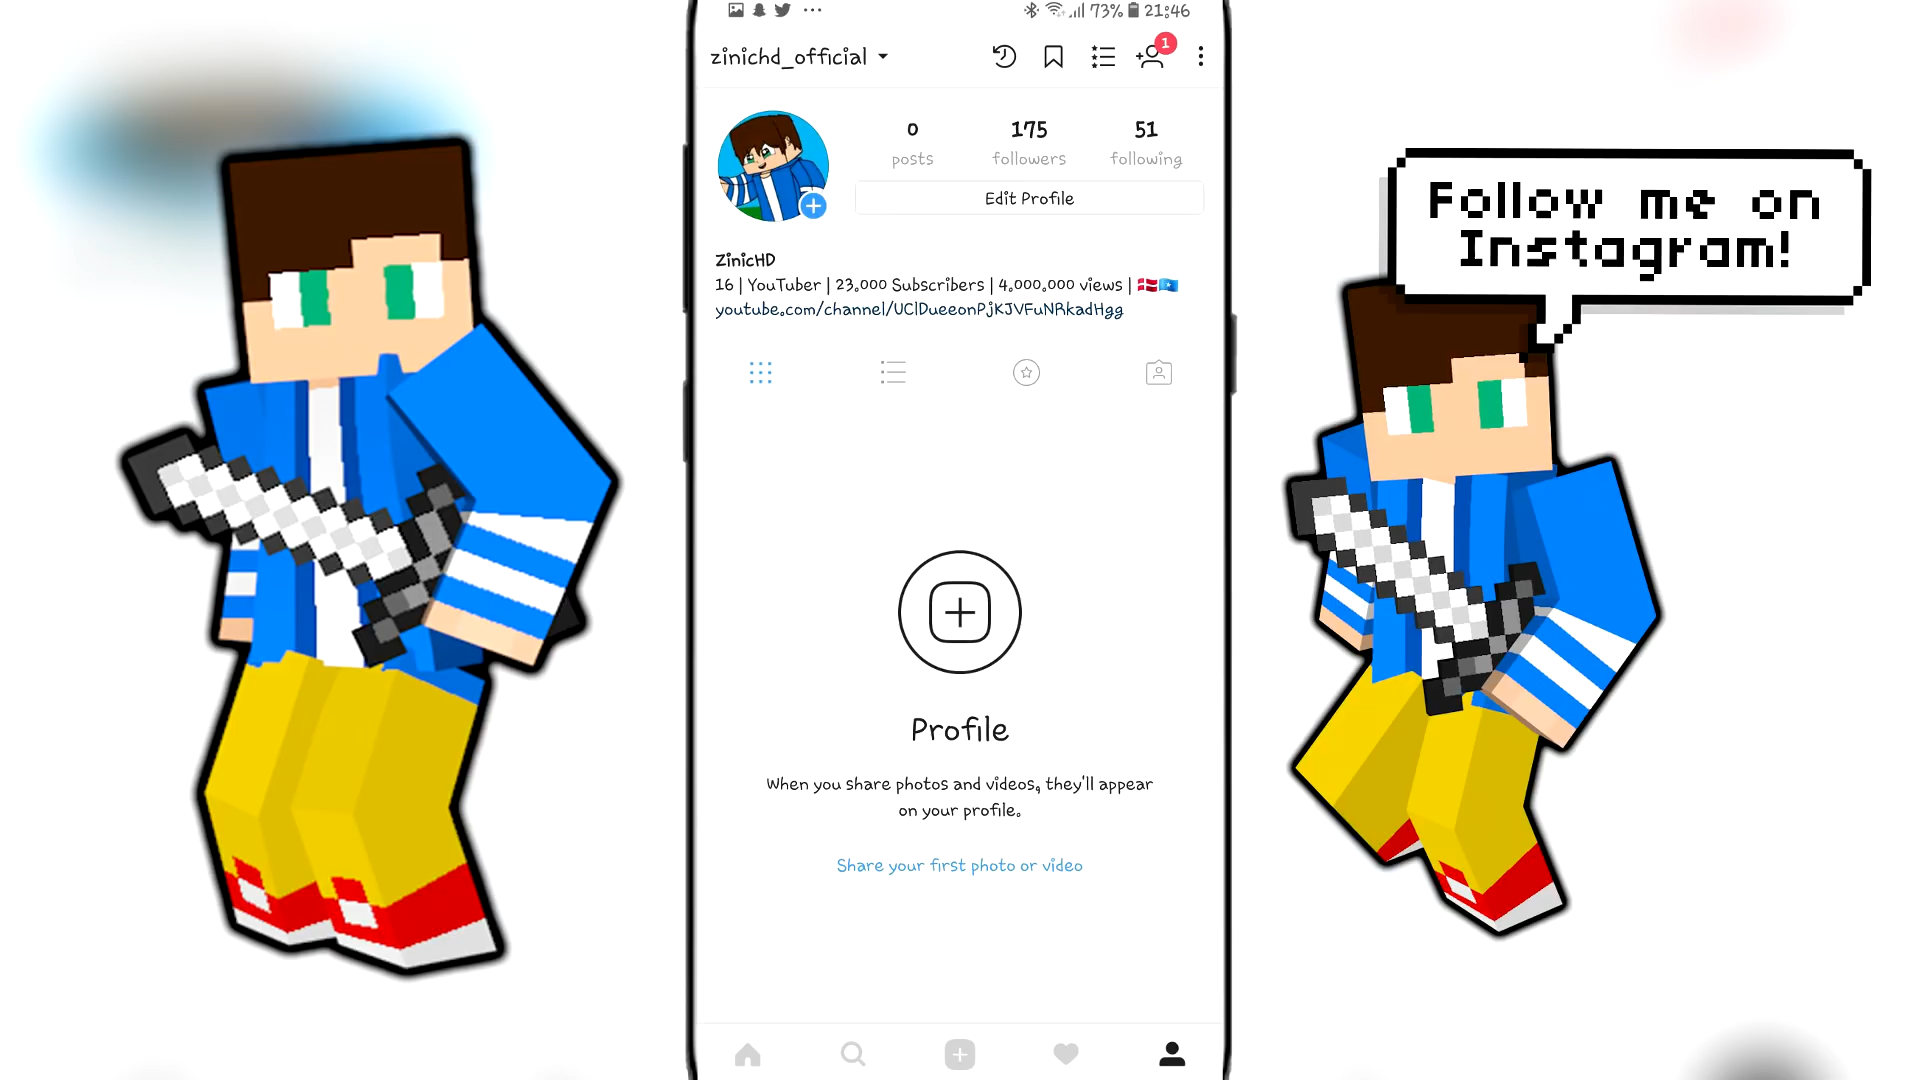 73% 21:46
zinichd_official
1
0 175 51
posts followers following
Edit Profile
ZinicHD
16 | YouTuber | 23.000 Subscribers | 4.000.000 views | 🇩🇰🇸🇴
youtube.com/channel/UClDueeonPjKJVFuNRkadHgg
Follow me on
Instagram!
Profile
When you share photos and videos, they'll appear
on your profile.
Share your first photo or video